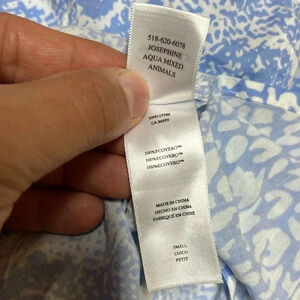 518-620-6078
JOSEPHINE
AQUA MIXED
ANIMALS
100%ECOVERO™
100%ECOVERO™
100%ECOVERO™
MADE IN CHINA
HECHO EN CHINA
FABRIQUÉ EN CHINE
SMALL
CHICO
PETIT